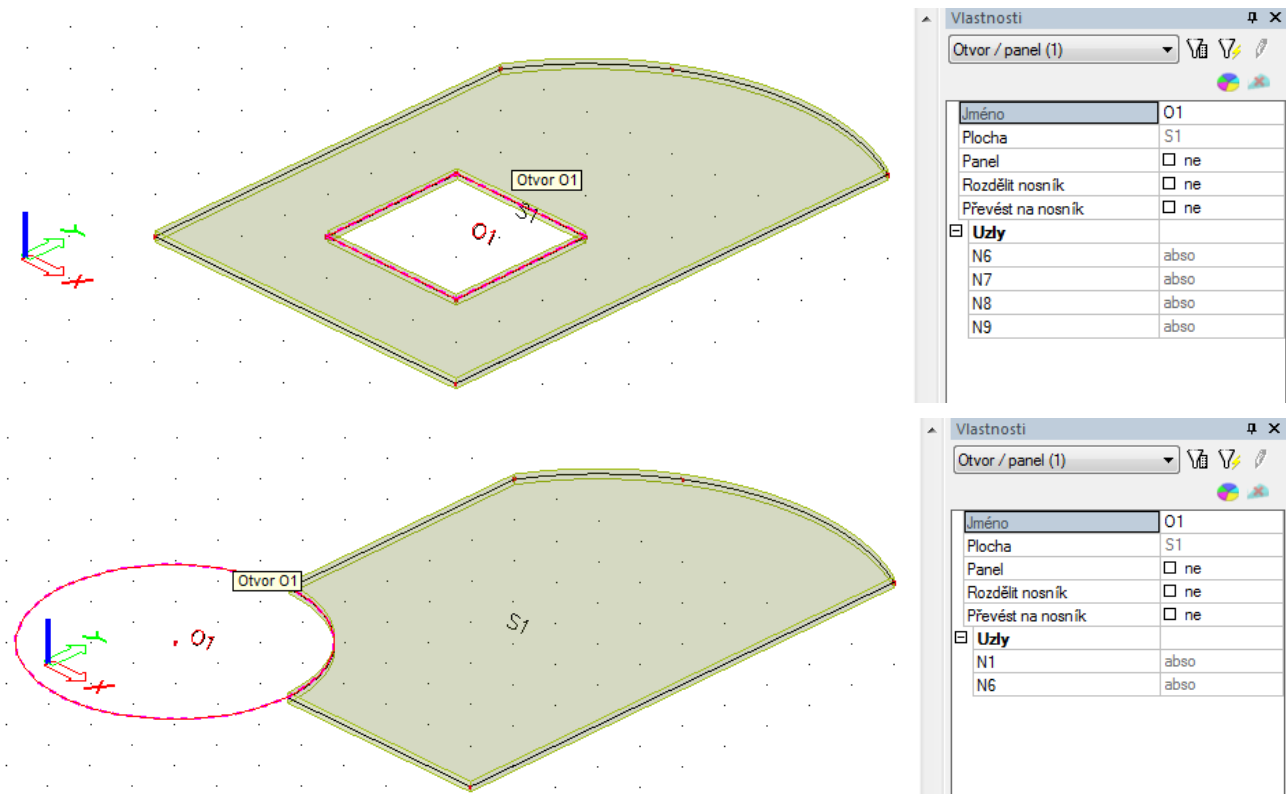 Vlastnosti
Otvor / panel (1)
Jméno O1
Plocha S1
Panel ne
Rozdělit nosník ne
Převést na nosník ne
Uzly
N6 abso
N7 abso
N8 abso
N9 abso
Otvor O1
S1
O1
Y
X
Vlastnosti
Otvor / panel (1)
Jméno O1
Plocha S1
Panel ne
Rozdělit nosník ne
Převést na nosník ne
Uzly
N1 abso
N6 abso
Otvor O1
O1
S1
Y
X